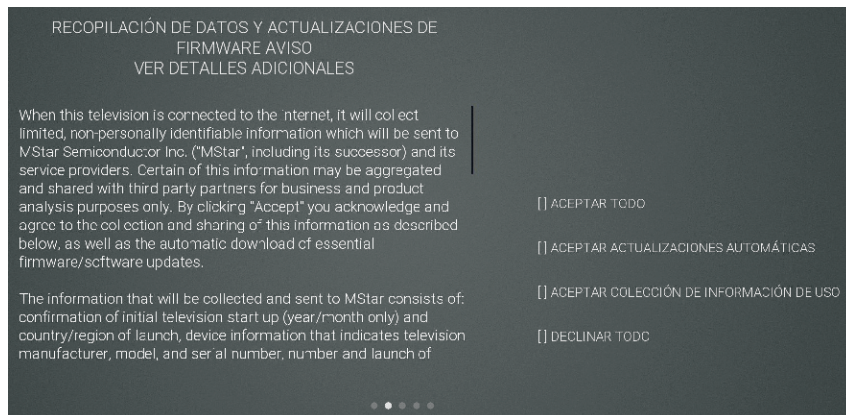 RECOPILACIÓN DE DATOS Y ACTUALIZACIONES DE
FIRMWARE AVISO
VER DETALLES ADICIONALES
When this television is connected to the Internet, it will collect
limited, non-personally identifiable information which will be sent to
MStar Semiconductor Inc. ("MStar", including its successor) and its
service providers. Certain of this information may be aggregated
and shared with third party partners for business and product
analysis purposes only. By clicking "Accept" you acknowledge and
agree to the collection and sharing of this information as described
below, as well as the automatic download of essential
firmware/software updates.
The information that will be collected and sent to MStar consists of:
confirmation of initial television start up (year/month only) and
country/region of launch, device information that indicates television
manufacturer, model, and serial number, number and launch of
[ ] ACEPTAR TODO
[ ] ACEPTAR ACTUALIZACIONES AUTOMÁTICAS
[ ] ACEPTAR COLECCIÓN DE INFORMACIÓN DE USO
[ ] DECLINAR TODO